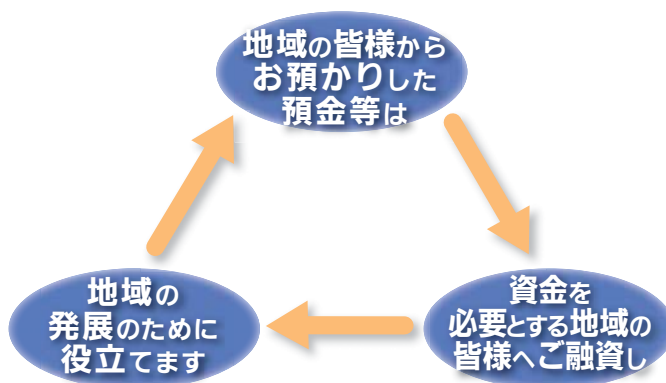 地域の皆様から
お預かりした
預金等は
資金を
必要とする地域の
皆様へご融資し
地域の
発展のために
役立てます